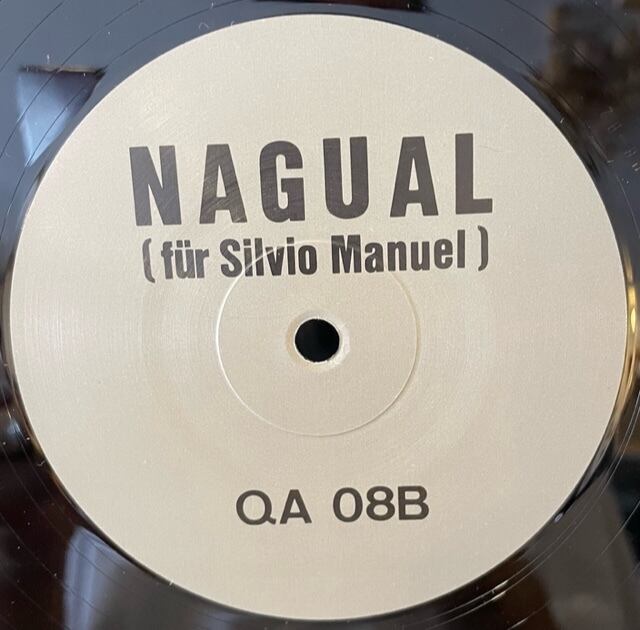 NAGUAL
( für Silvio Manuel )
QA 08B